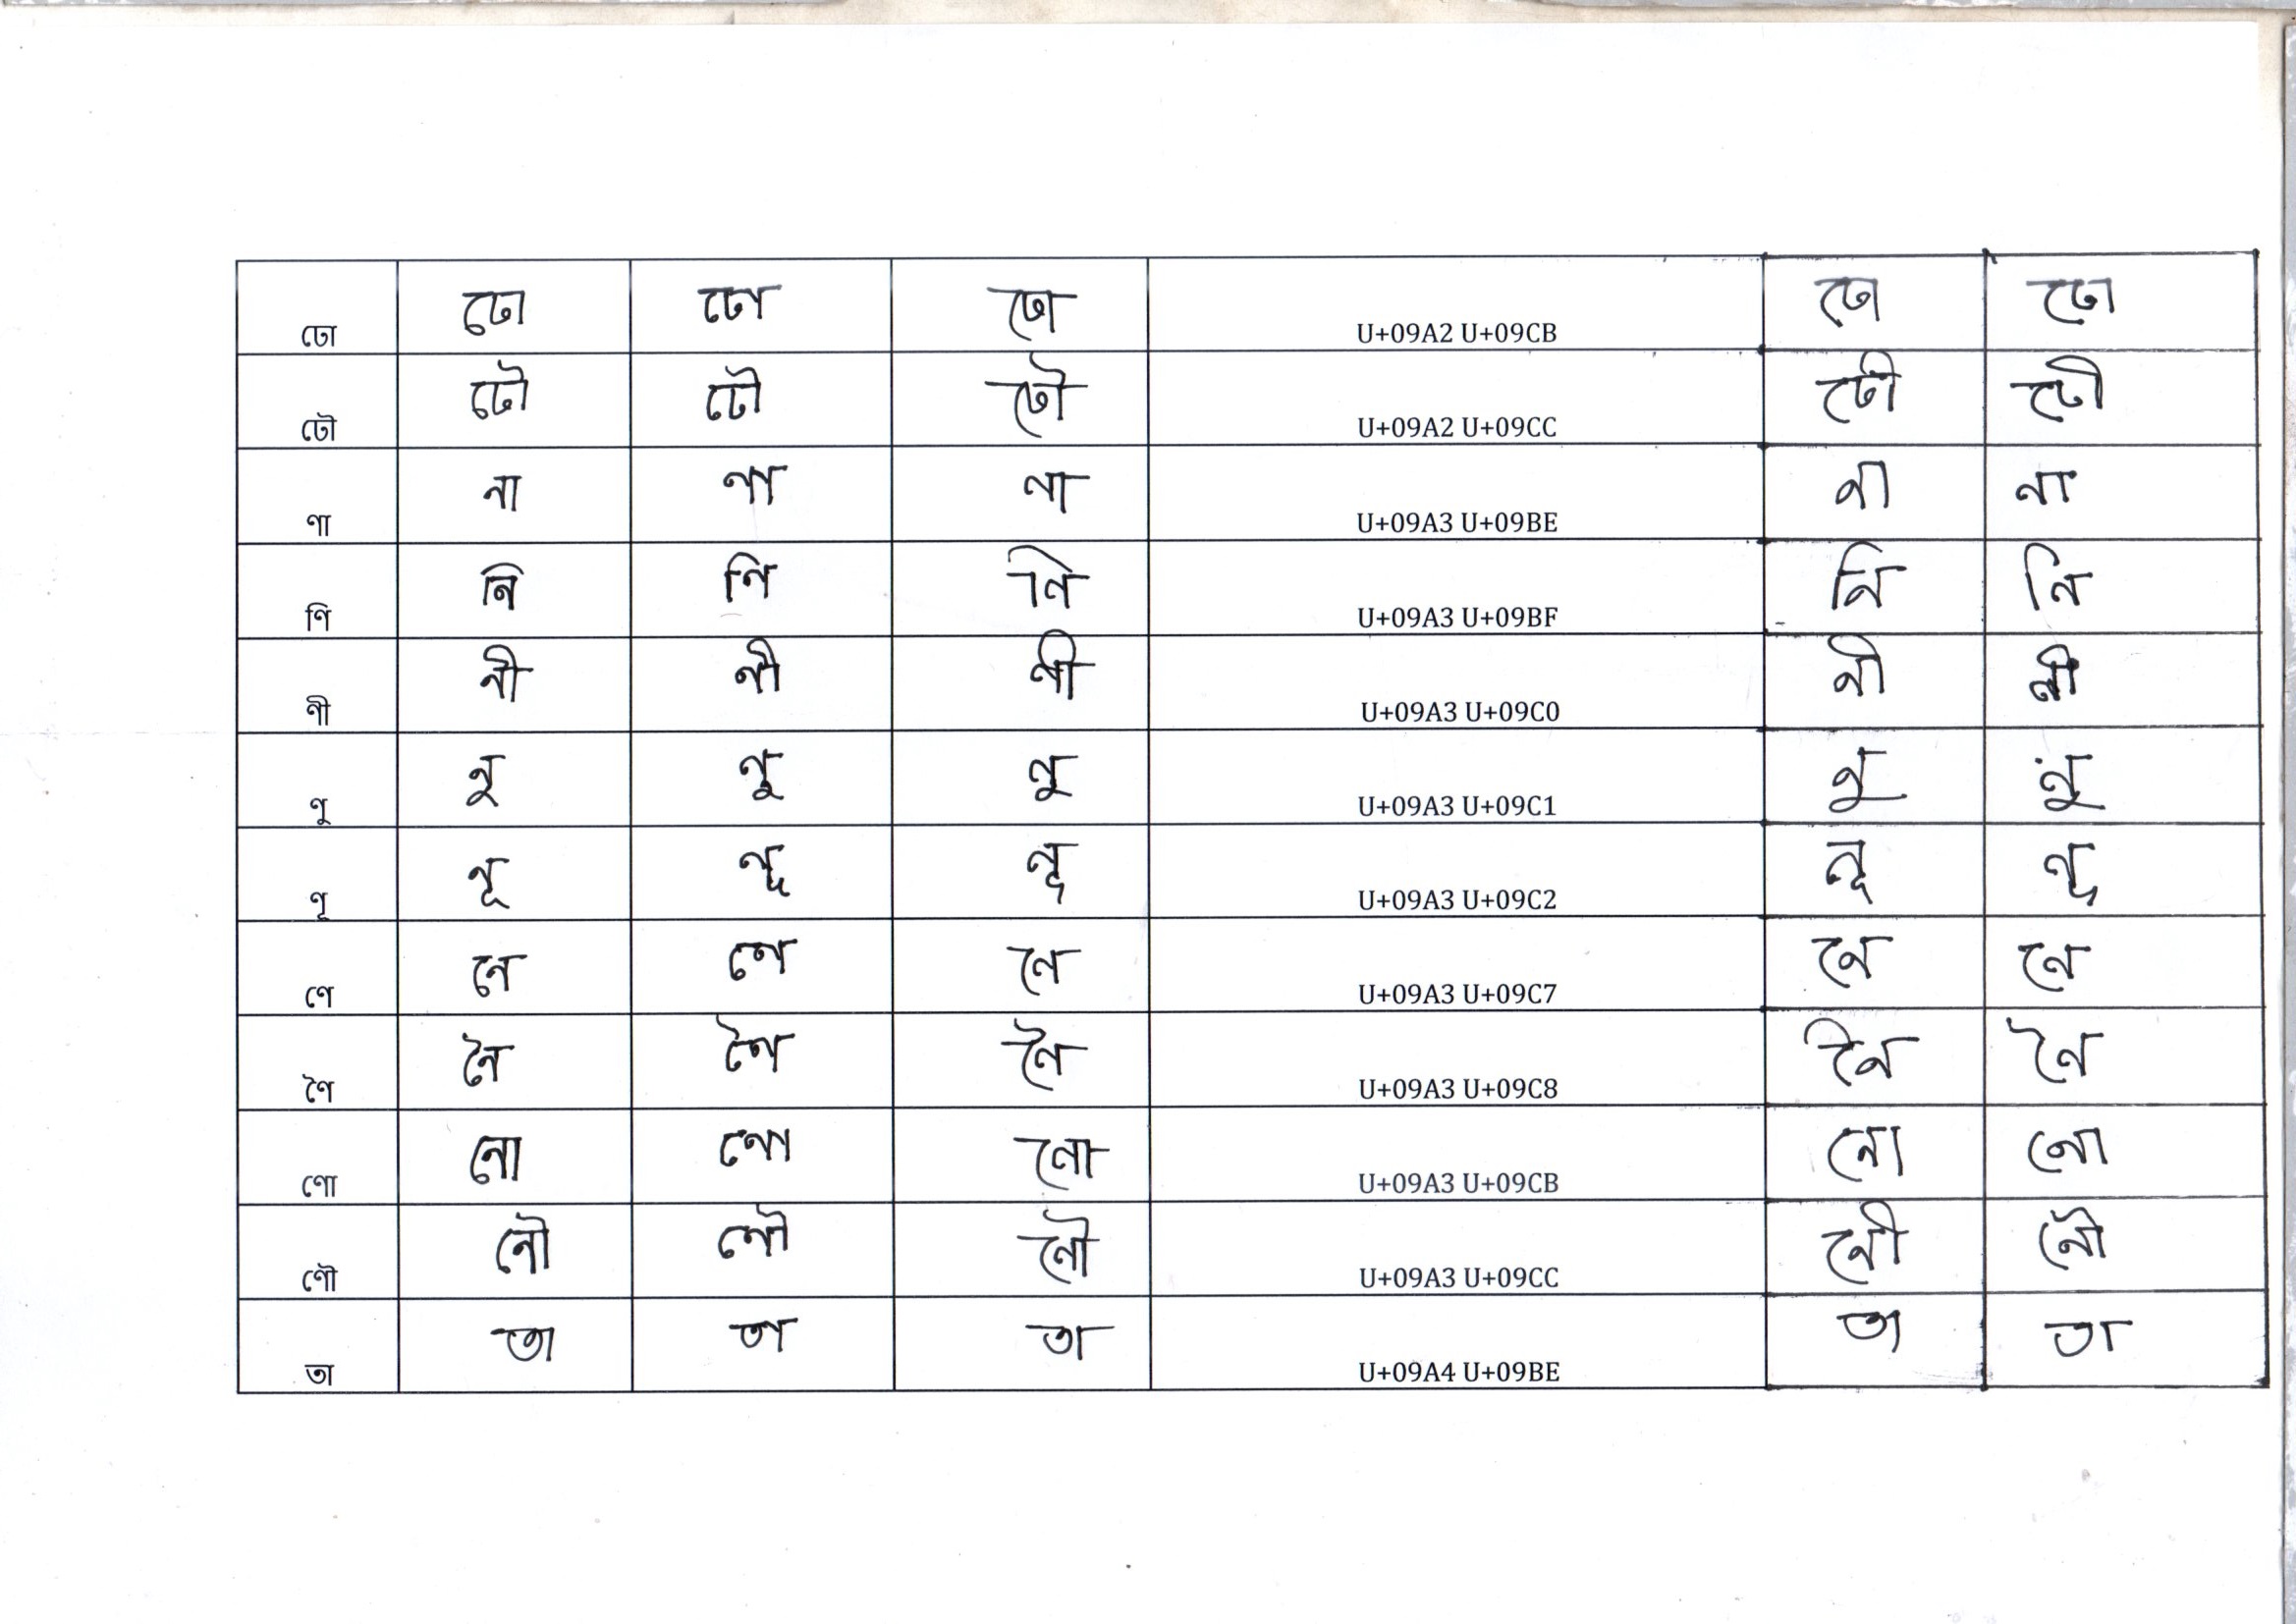 ঢো ঢো ঢো ঢো U+09A2 U+09CB ঢো ঢো
ঢৌ ঢৌ ঢৌ ঢৌ U+09A2 U+09CC ঢৌ ঢৌ
ণা ণা ণা ণা U+09A3 U+09BE ণা ণা
ণি ণি ণি ণি U+09A3 U+09BF ণি ণি
ণী ণী ণী ণী U+09A3 U+09C0 ণী ণী
ণু ণু ণু ণু U+09A3 U+09C1 ণু ণু
ণূ ণূ ণূ ণূ U+09A3 U+09C2 ণূ ণূ
ণে ণে ণে ণে U+09A3 U+09C7 ণে ণে
ণৈ ণৈ ণৈ ণৈ U+09A3 U+09C8 ণৈ ণৈ
ণো ণো ণো ণো U+09A3 U+09CB ণো ণো
ণৌ ণৌ ণৌ ণৌ U+09A3 U+09CC ণৌ ণৌ
তা তা তা তা U+09A4 U+09BE তা তা